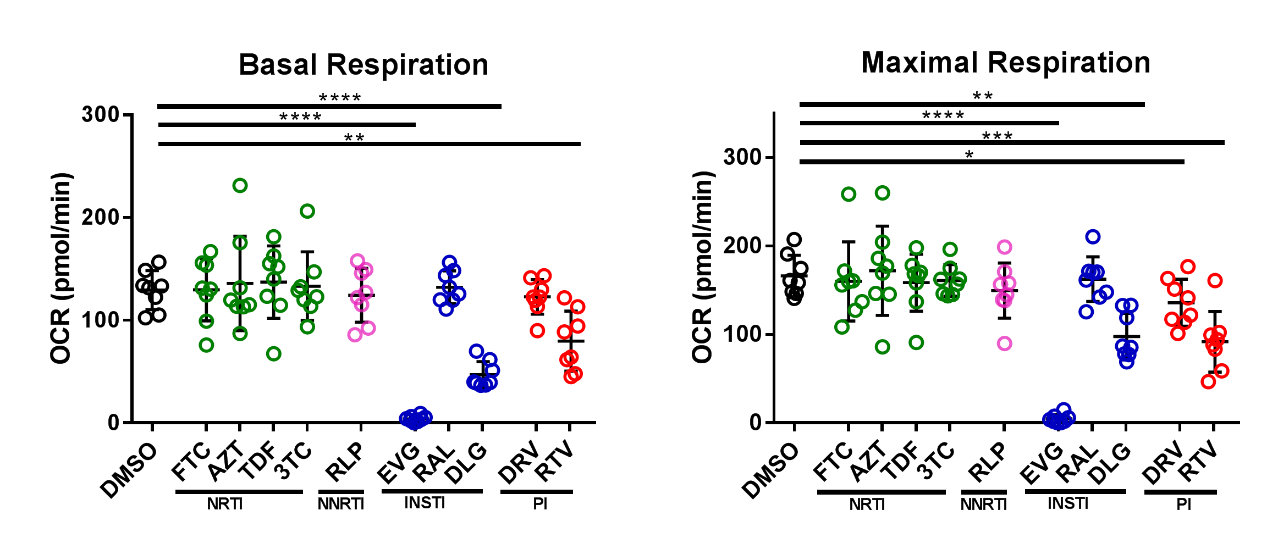 Basal Respiration
****
****
**
OCR (pmol/min)
300
200
100
0
DMSO
FTC
AZT
TDF
3TC
RLP
EVG
RAL
DLG
DRV
RTV
NRTI
NNRTI
INSTI
PI
Maximal Respiration
**
****
***
*
OCR (pmol/min)
300
200
100
0
DMSO
FTC
AZT
TDF
3TC
RLP
EVG
RAL
DLG
DRV
RTV
NRTI
NNRTI
INSTI
PI